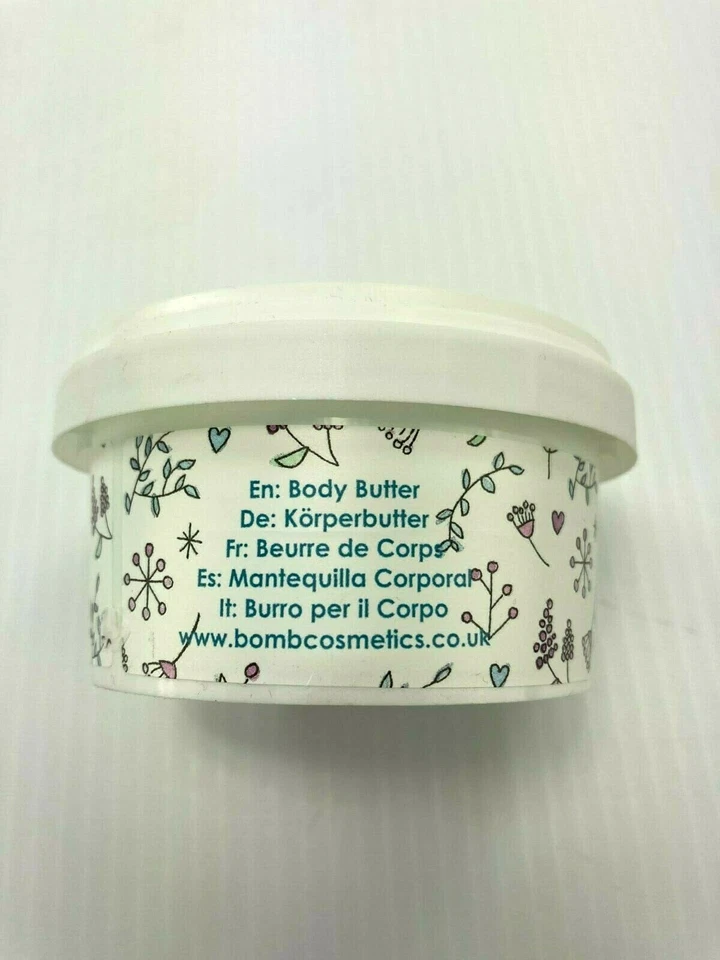 En: Body Butter
De: Körperbutter
Fr: Beurre de Corps
Es: Mantequilla Corporal
It: Burro per il Corpo
www.bombcosmetics.co.uk